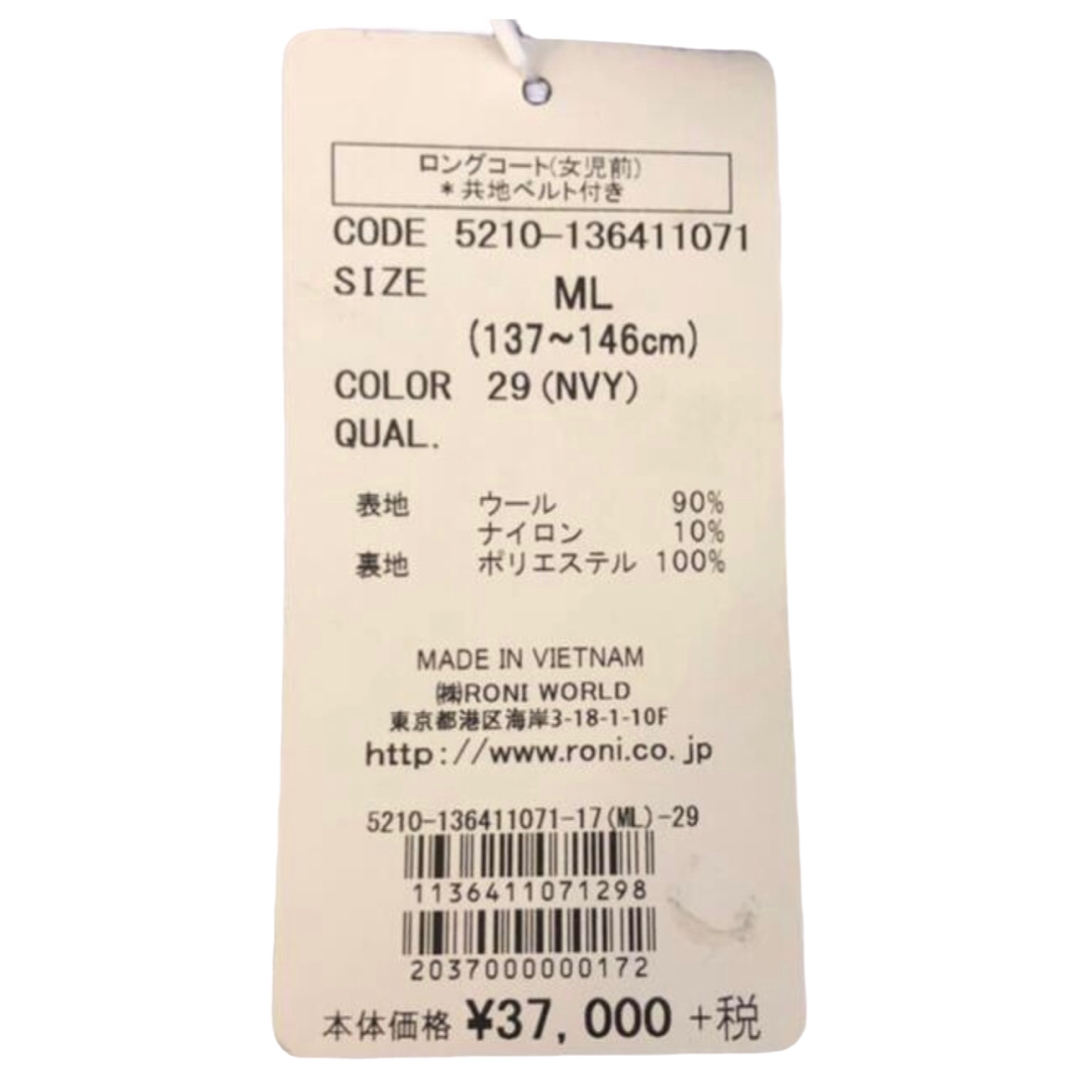 ロングコート(女児前)
*共地ベルト付き
CODE 5210-136411071
SIZE ML
(137~146cm)
COLOR 29(NVY)
QUAL.
表地 ウール 90%
ナイロン 10%
裏地 ポリエステル 100%
MADE IN VIETNAM
㈱RONI WORLD
東京都港区海岸3-18-1-10F
http://www.roni.co.jp
5210-136411071-17(ML)-29
1136411071298
2037000000172
本体価格 ¥37,000 +税